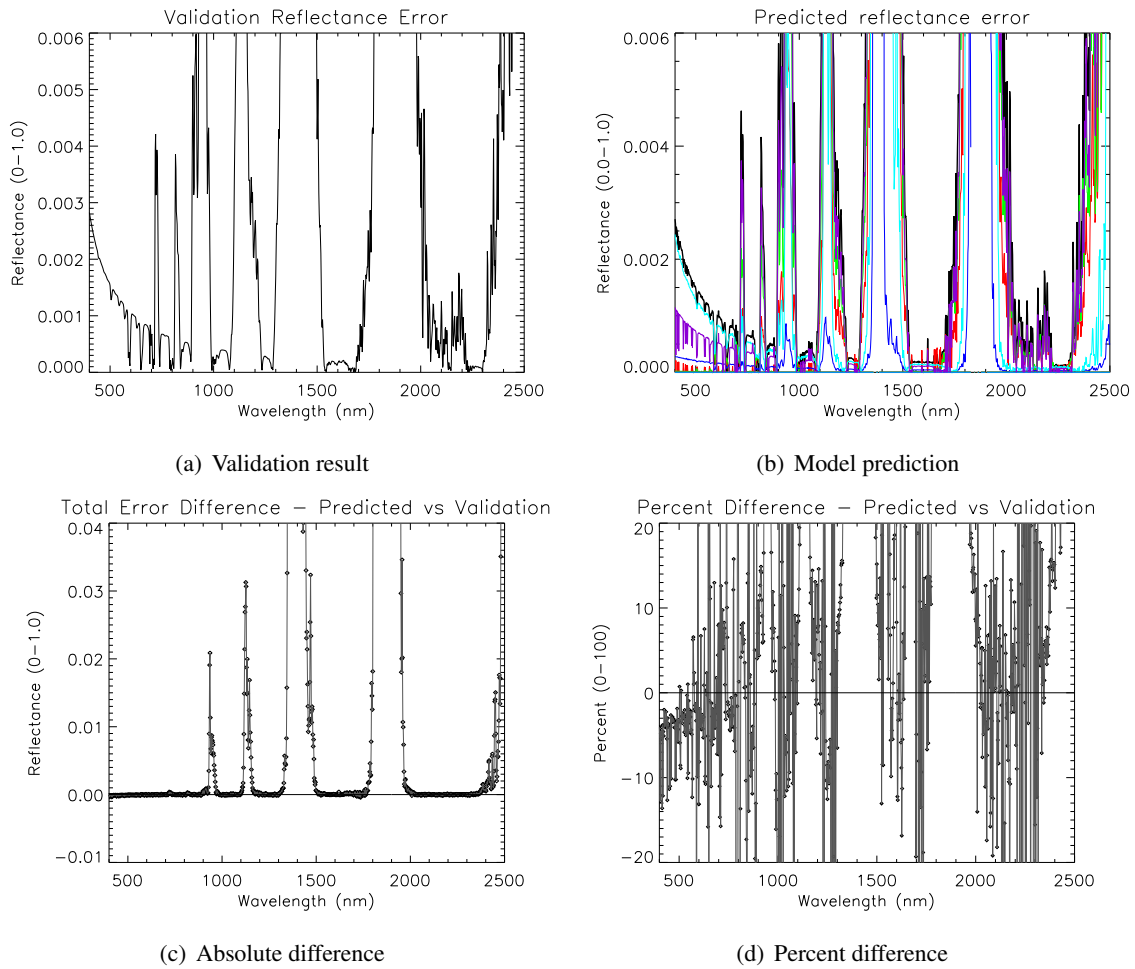 Validation Reflectance Error
Reflectance (0−1.0)
0.006
0.005
0.004
0.003
0.002
0.001
0.000
500 1000 1500 2000 2500
Wavelength (nm)
(a) Validation result
Predicted reflectance error
Reflectance (0.0−1.0)
0.006
0.004
0.002
0.000
500 1000 1500 2000 2500
Wavelength (nm)
(b) Model prediction
Total Error Difference − Predicted vs Validation
Reflectance (0−1.0)
0.04
0.03
0.02
0.01
0.00
−0.01
500 1000 1500 2000 2500
Wavelength (nm)
(c) Absolute difference
Percent Difference − Predicted vs Validation
Percent (0−100)
20
10
0
−10
−20
500 1000 1500 2000 2500
Wavelength (nm)
(d) Percent difference